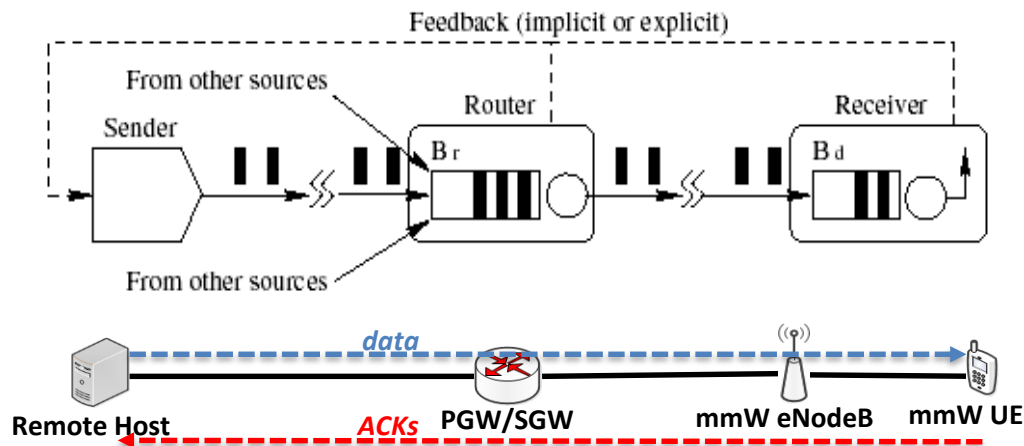 Feedback (implicit or explicit)
From other sources
Router
Receiver
Sender
Br
Bd
From other sources
data
Remote Host
PGW/SGW
mmW eNodeB
mmW UE
ACKs